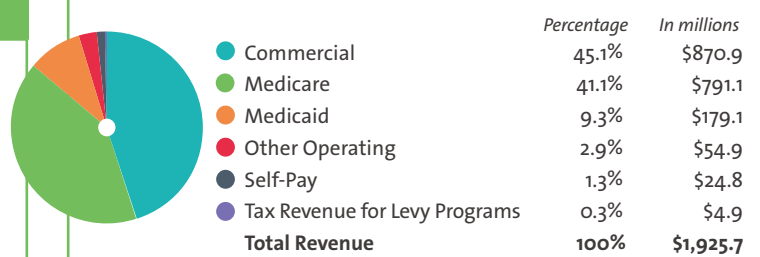 Percentage In millions
Commercial 45.1% $870.9
Medicare 41.1% $791.1
Medicaid 9.3% $179.1
Other Operating 2.9% $54.9
Self-Pay 1.3% $24.8
Tax Revenue for Levy Programs 0.3% $4.9
Total Revenue 100% $1,925.7